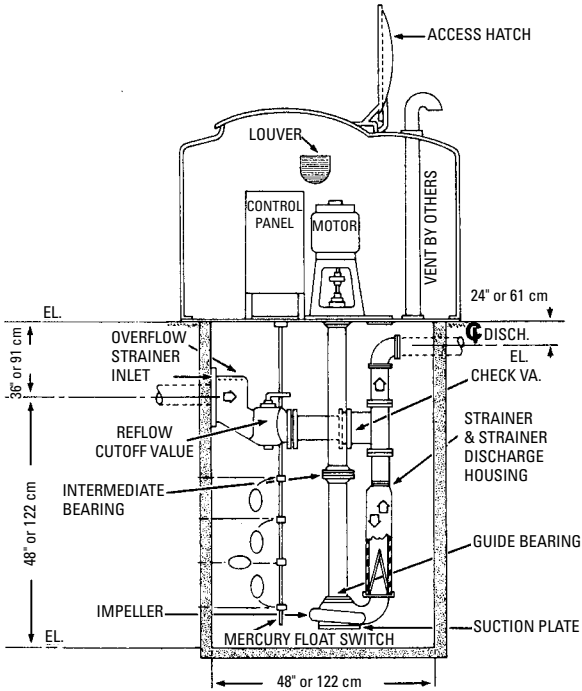 ACCESS HATCH
LOUVER
CONTROL
PANEL
MOTOR
VENT BY OTHERS
24" or 61 cm
EL.
36" or 91 cm
OVERFLOW
STRAINER
INLET
℄ DISCH.
EL.
CHECK VA.
REFLOW
CUTOFF VALUE
STRAINER
& STRAINER
DISCHARGE
HOUSING
INTERMEDIATE
BEARING
48" or 122 cm
GUIDE BEARING
IMPELLER
MERCURY FLOAT SWITCH
SUCTION PLATE
EL.
48" or 122 cm